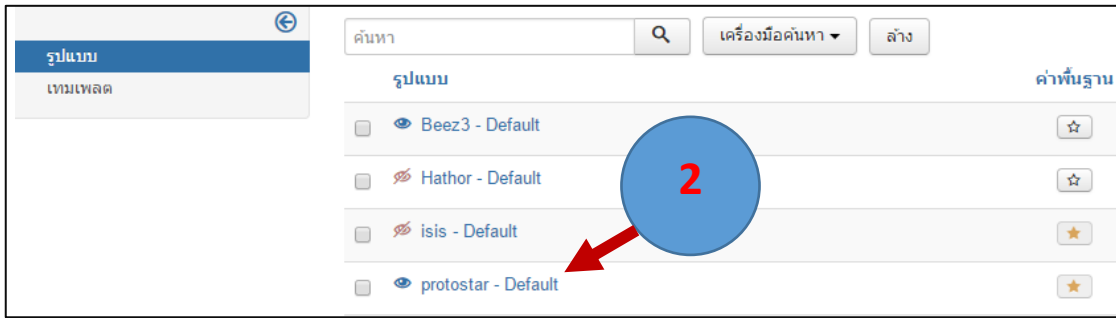 ค้นหา เครื่องมือค้นหา ล้าง
รูปแบบ
เทมเพลต
รูปแบบ ค่าพื้นฐาน
Beez3 - Default
Hathor - Default
2
isis - Default
protostar - Default